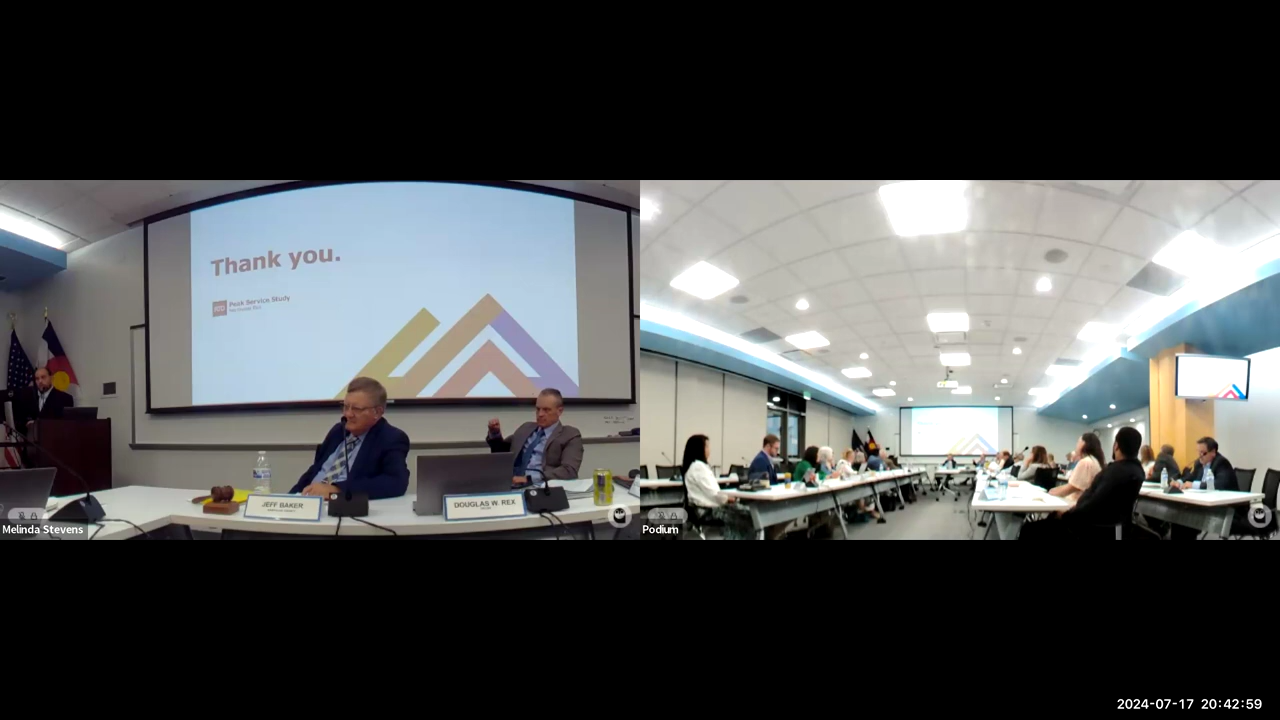 Thank you.
Peak Service Study
JEFF BAKER
DOUGLAS W. REX
Melinda Stevens
Podium
2024-07-17 20:42:59